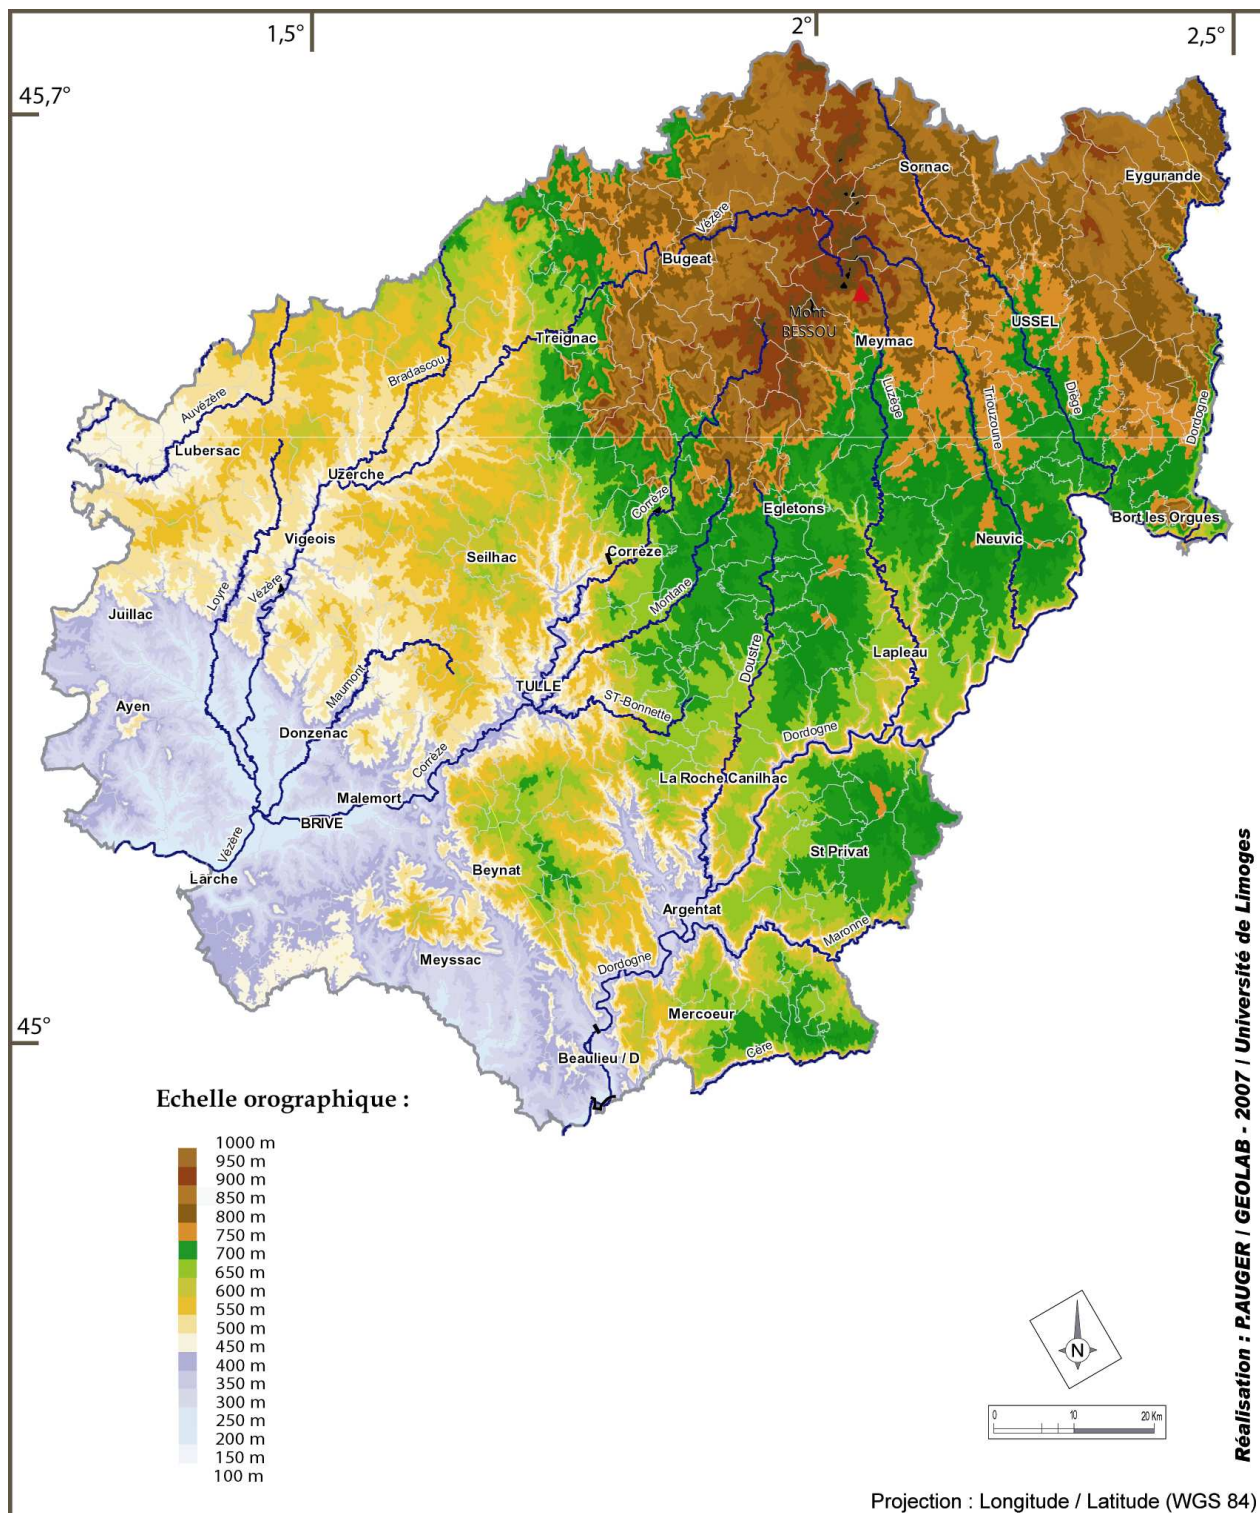 1,5°
2°
2,5°
45,7°
Sornac
Eygurande
Vézère
Bugeat
Mont
BESSOU
USSEL
Treignac
Meymac
Bradascou
Auvézère
Luzège
Triouzoune
Diège
Dordogne
Lubersac
Uzerche
Corrèze
Egletons
Bort les Orgues
Vigeois
Seilhac
Corrèze
Neuvic
Loyre
Vézère
Montane
Juillac
Doustre
Lapleau
Maumont
TULLE
ST-Bonnette
Ayen
Donzenac
Dordogne
Corrèze
La Roche Canilhac
Malemort
BRIVE
Vézère
St Privat
Larche
Beynat
Argentat
Maronne
Meyssac
Dordogne
Mercoeur
45°
Cère
Beaulieu / D
Echelle orographique :
1000 m
950 m
900 m
850 m
800 m
750 m
700 m
650 m
600 m
550 m
500 m
450 m
400 m
350 m
300 m
250 m
200 m
150 m
100 m
N
0 10 20 Km
Réalisation : P.AUGER / GEOLAB - 2007 / Université de Limoges
Projection : Longitude / Latitude (WGS 84)